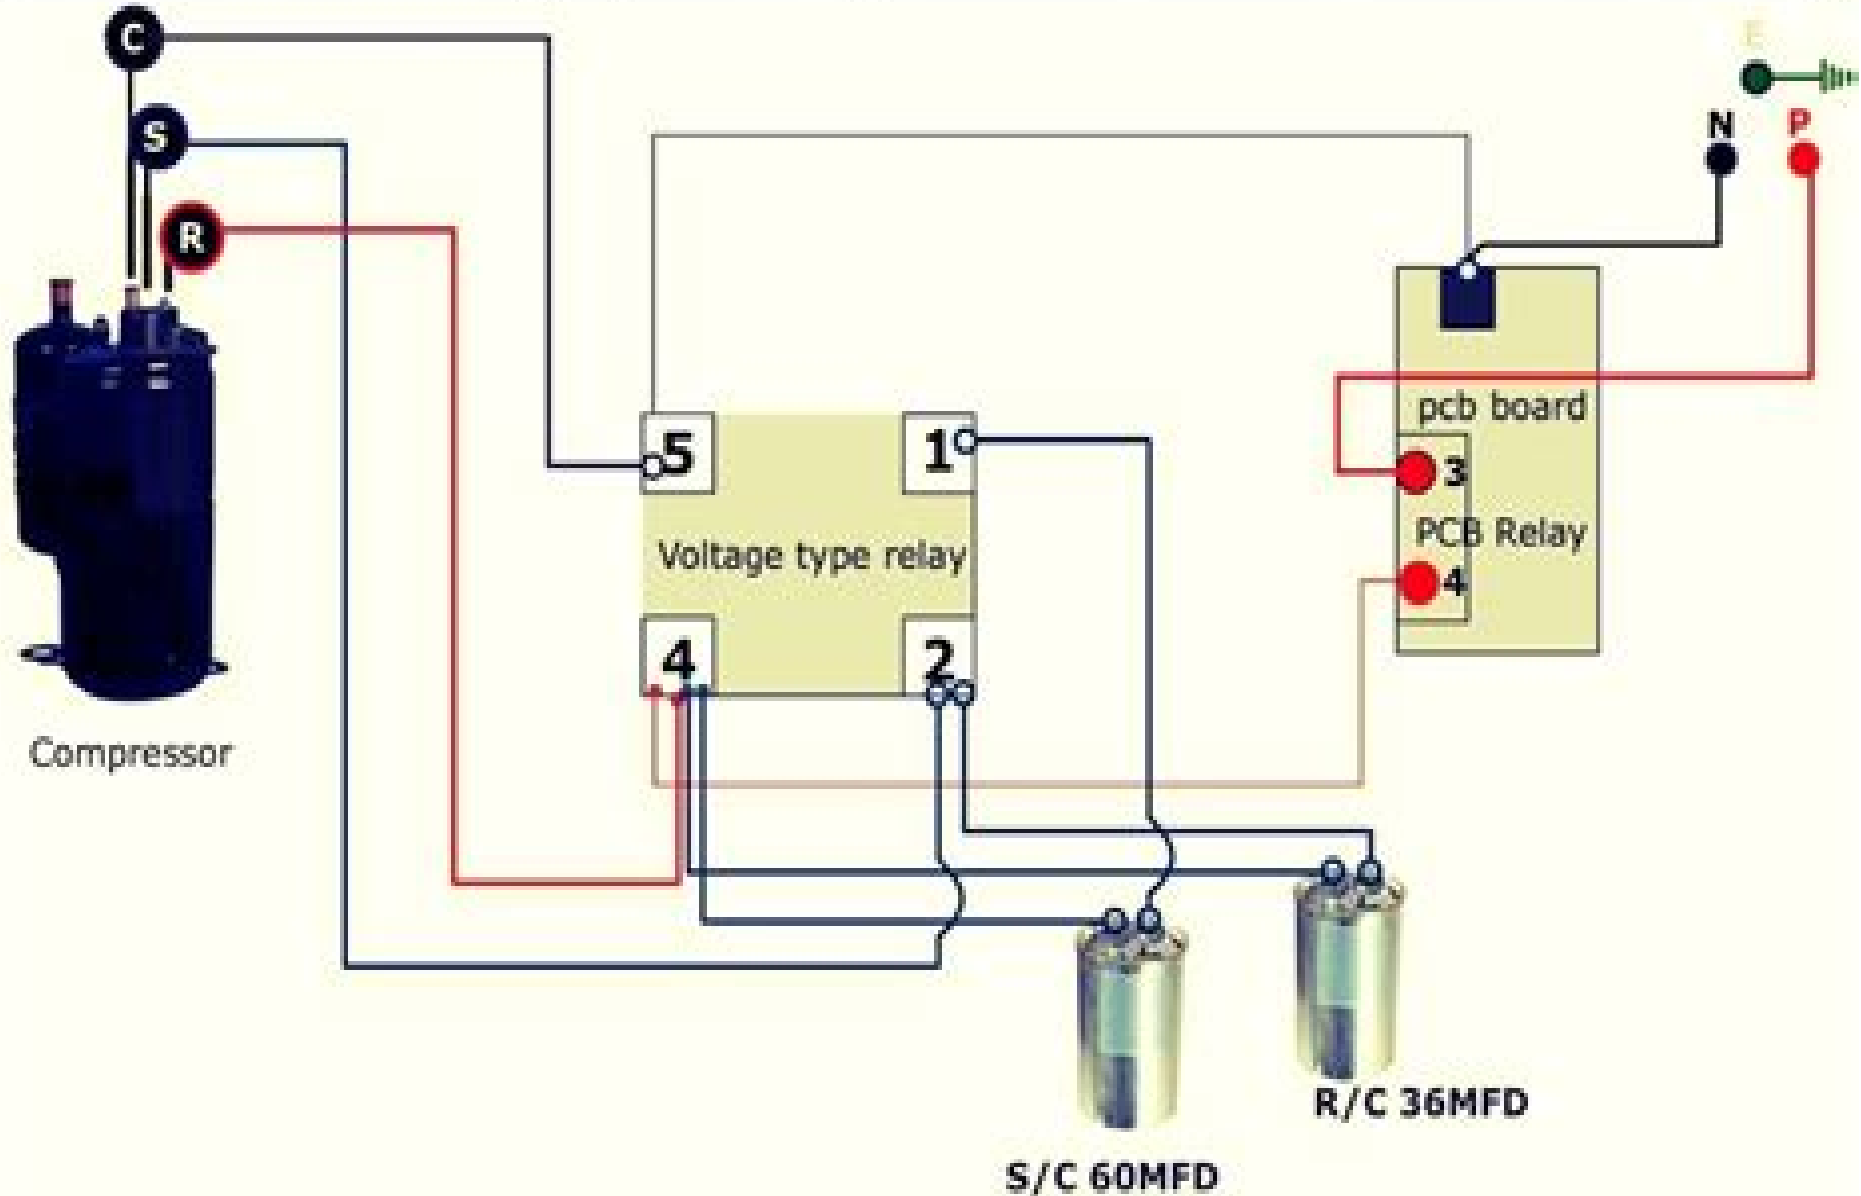 C
E
S
N
P
R
pcb board
5
1
3
PCB Relay
Voltage type relay
4
4
2
Compressor
R/C 36MFD
S/C 60MFD